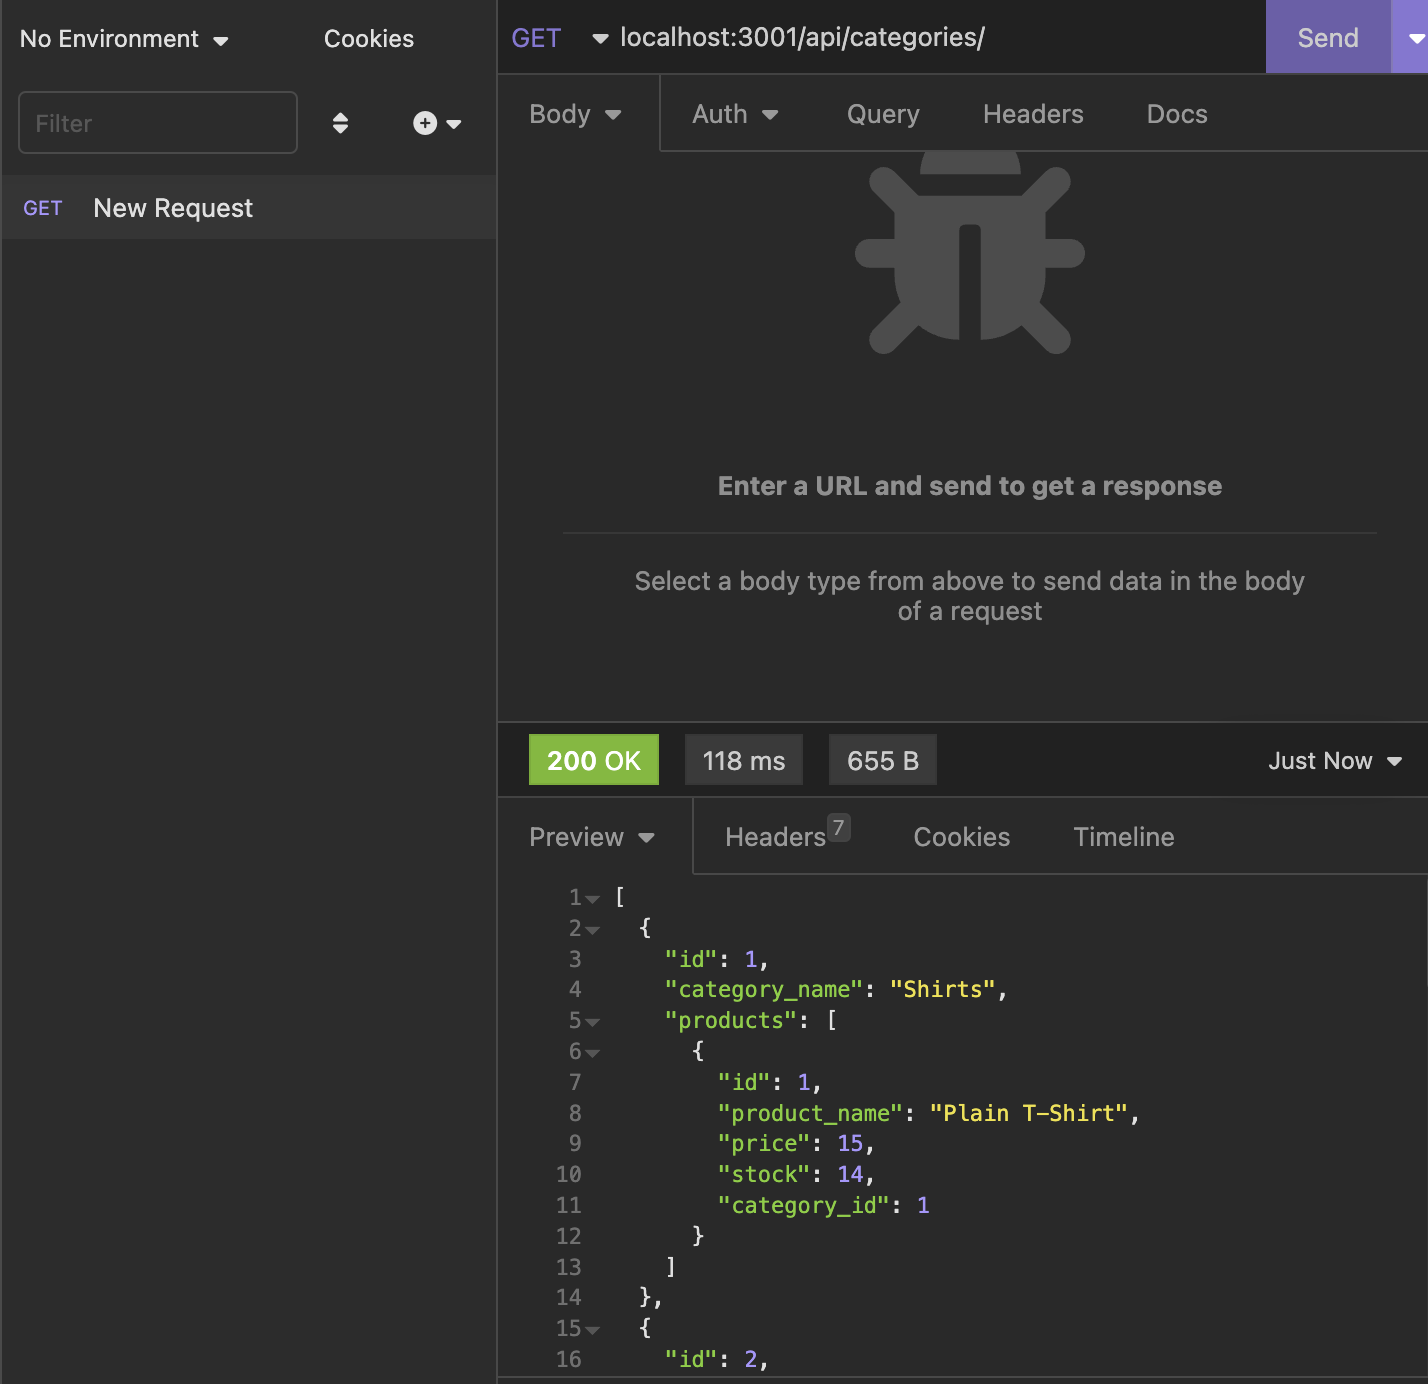 No Environment
Cookies
Filter
GET New Request
GET localhost:3001/api/categories/ Send
Body Auth Query Headers Docs
Enter a URL and send to get a response
Select a body type from above to send data in the body
of a request
200 OK 118 ms 655 B Just Now
Preview Headers 7 Cookies Timeline
1 [
2 {
3 "id": 1,
4 "category_name": "Shirts",
5 "products": [
6 {
7 "id": 1,
8 "product_name": "Plain T-Shirt",
9 "price": 15,
10 "stock": 14,
11 "category_id": 1
12 }
13 ]
14 },
15 {
16 "id": 2,